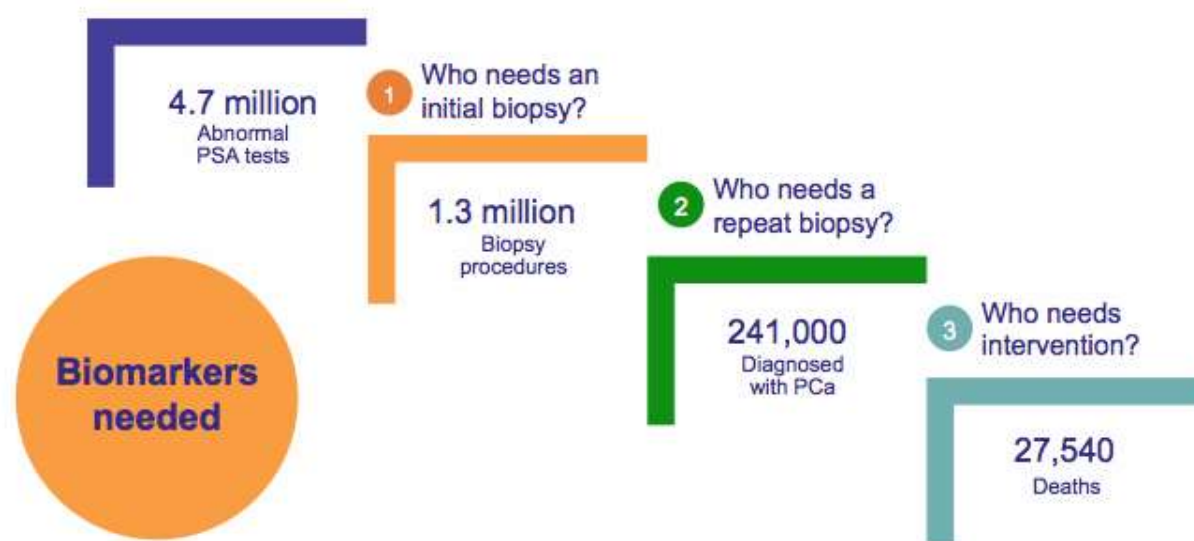 4.7 million
Abnormal
PSA tests
1
Who needs an
initial biopsy?
1.3 million
Biopsy
procedures
2
Who needs a
repeat biopsy?
241,000
Diagnosed
with PCa
3
Who needs
intervention?
27,540
Deaths
Biomarkers
needed